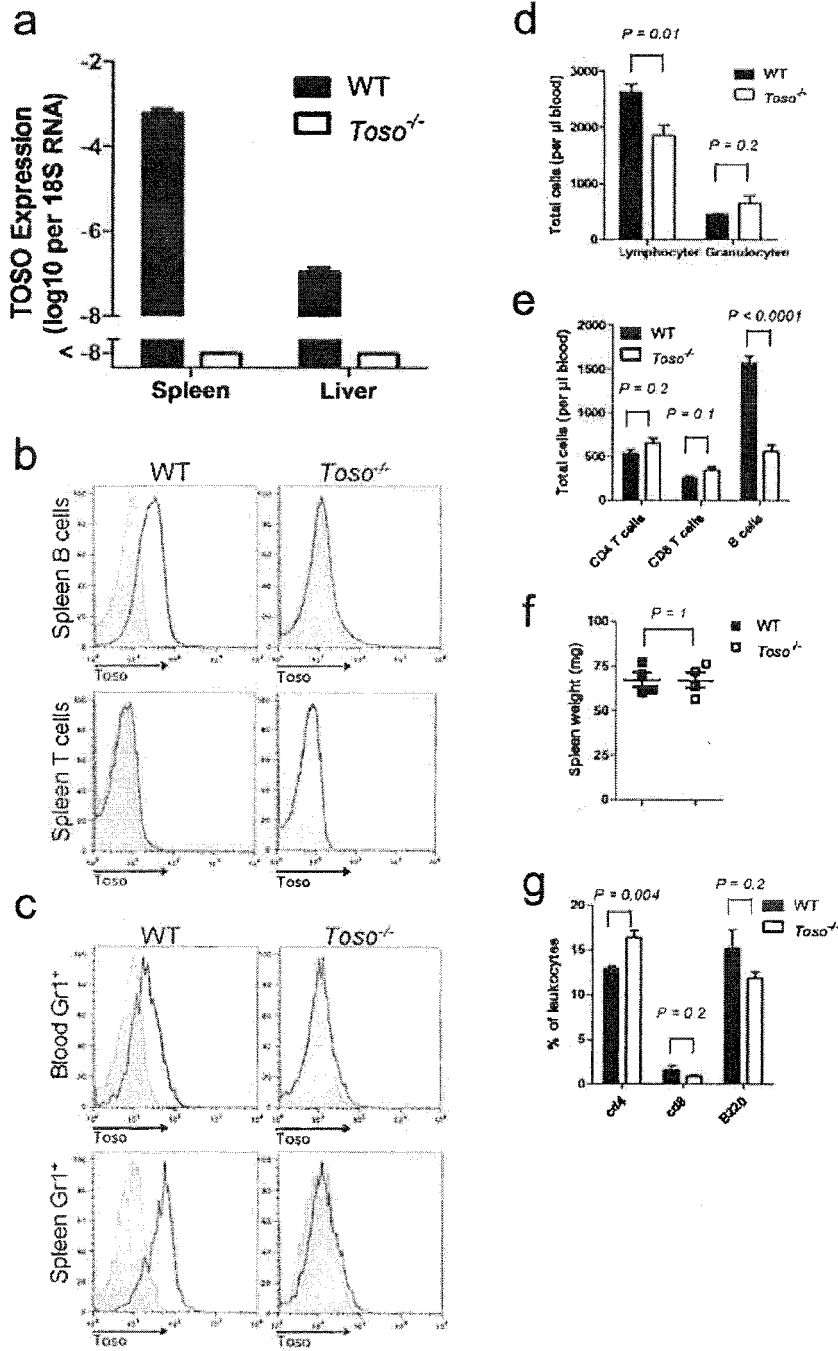 a
TOSO Expression
(log10 per 18S RNA)
-2
-4
-6
-8
< -8
WT
Toso-/-
Spleen
Liver
b
WT
Toso-/-
Spleen B cells
Toso
Toso
Spleen T cells
Toso
Toso
c
WT
Toso-/-
Blood Gr1+
Toso
Toso
Spleen Gr1+
Toso
Toso
d
P = 0.01
WT
Toso-/-
P = 0.2
Total cells (per µl blood)
3000
2000
1000
0
Lymphocytes
Granulocytes
e
WT
Toso-/-
P < 0.0001
P = 0.2
P = 0.1
Total cells (per µl blood)
2000
1500
1000
500
0
CD4 T cells
CD8 T cells
B cells
f
P = 1
WT
Toso-/-
Spleen weight (mg)
100
75
50
25
0
g
P = 0.004
P = 0.2
WT
Toso-/-
P = 0.2
% of leukocytes
20
15
10
5
0
cd4
cd8
B220